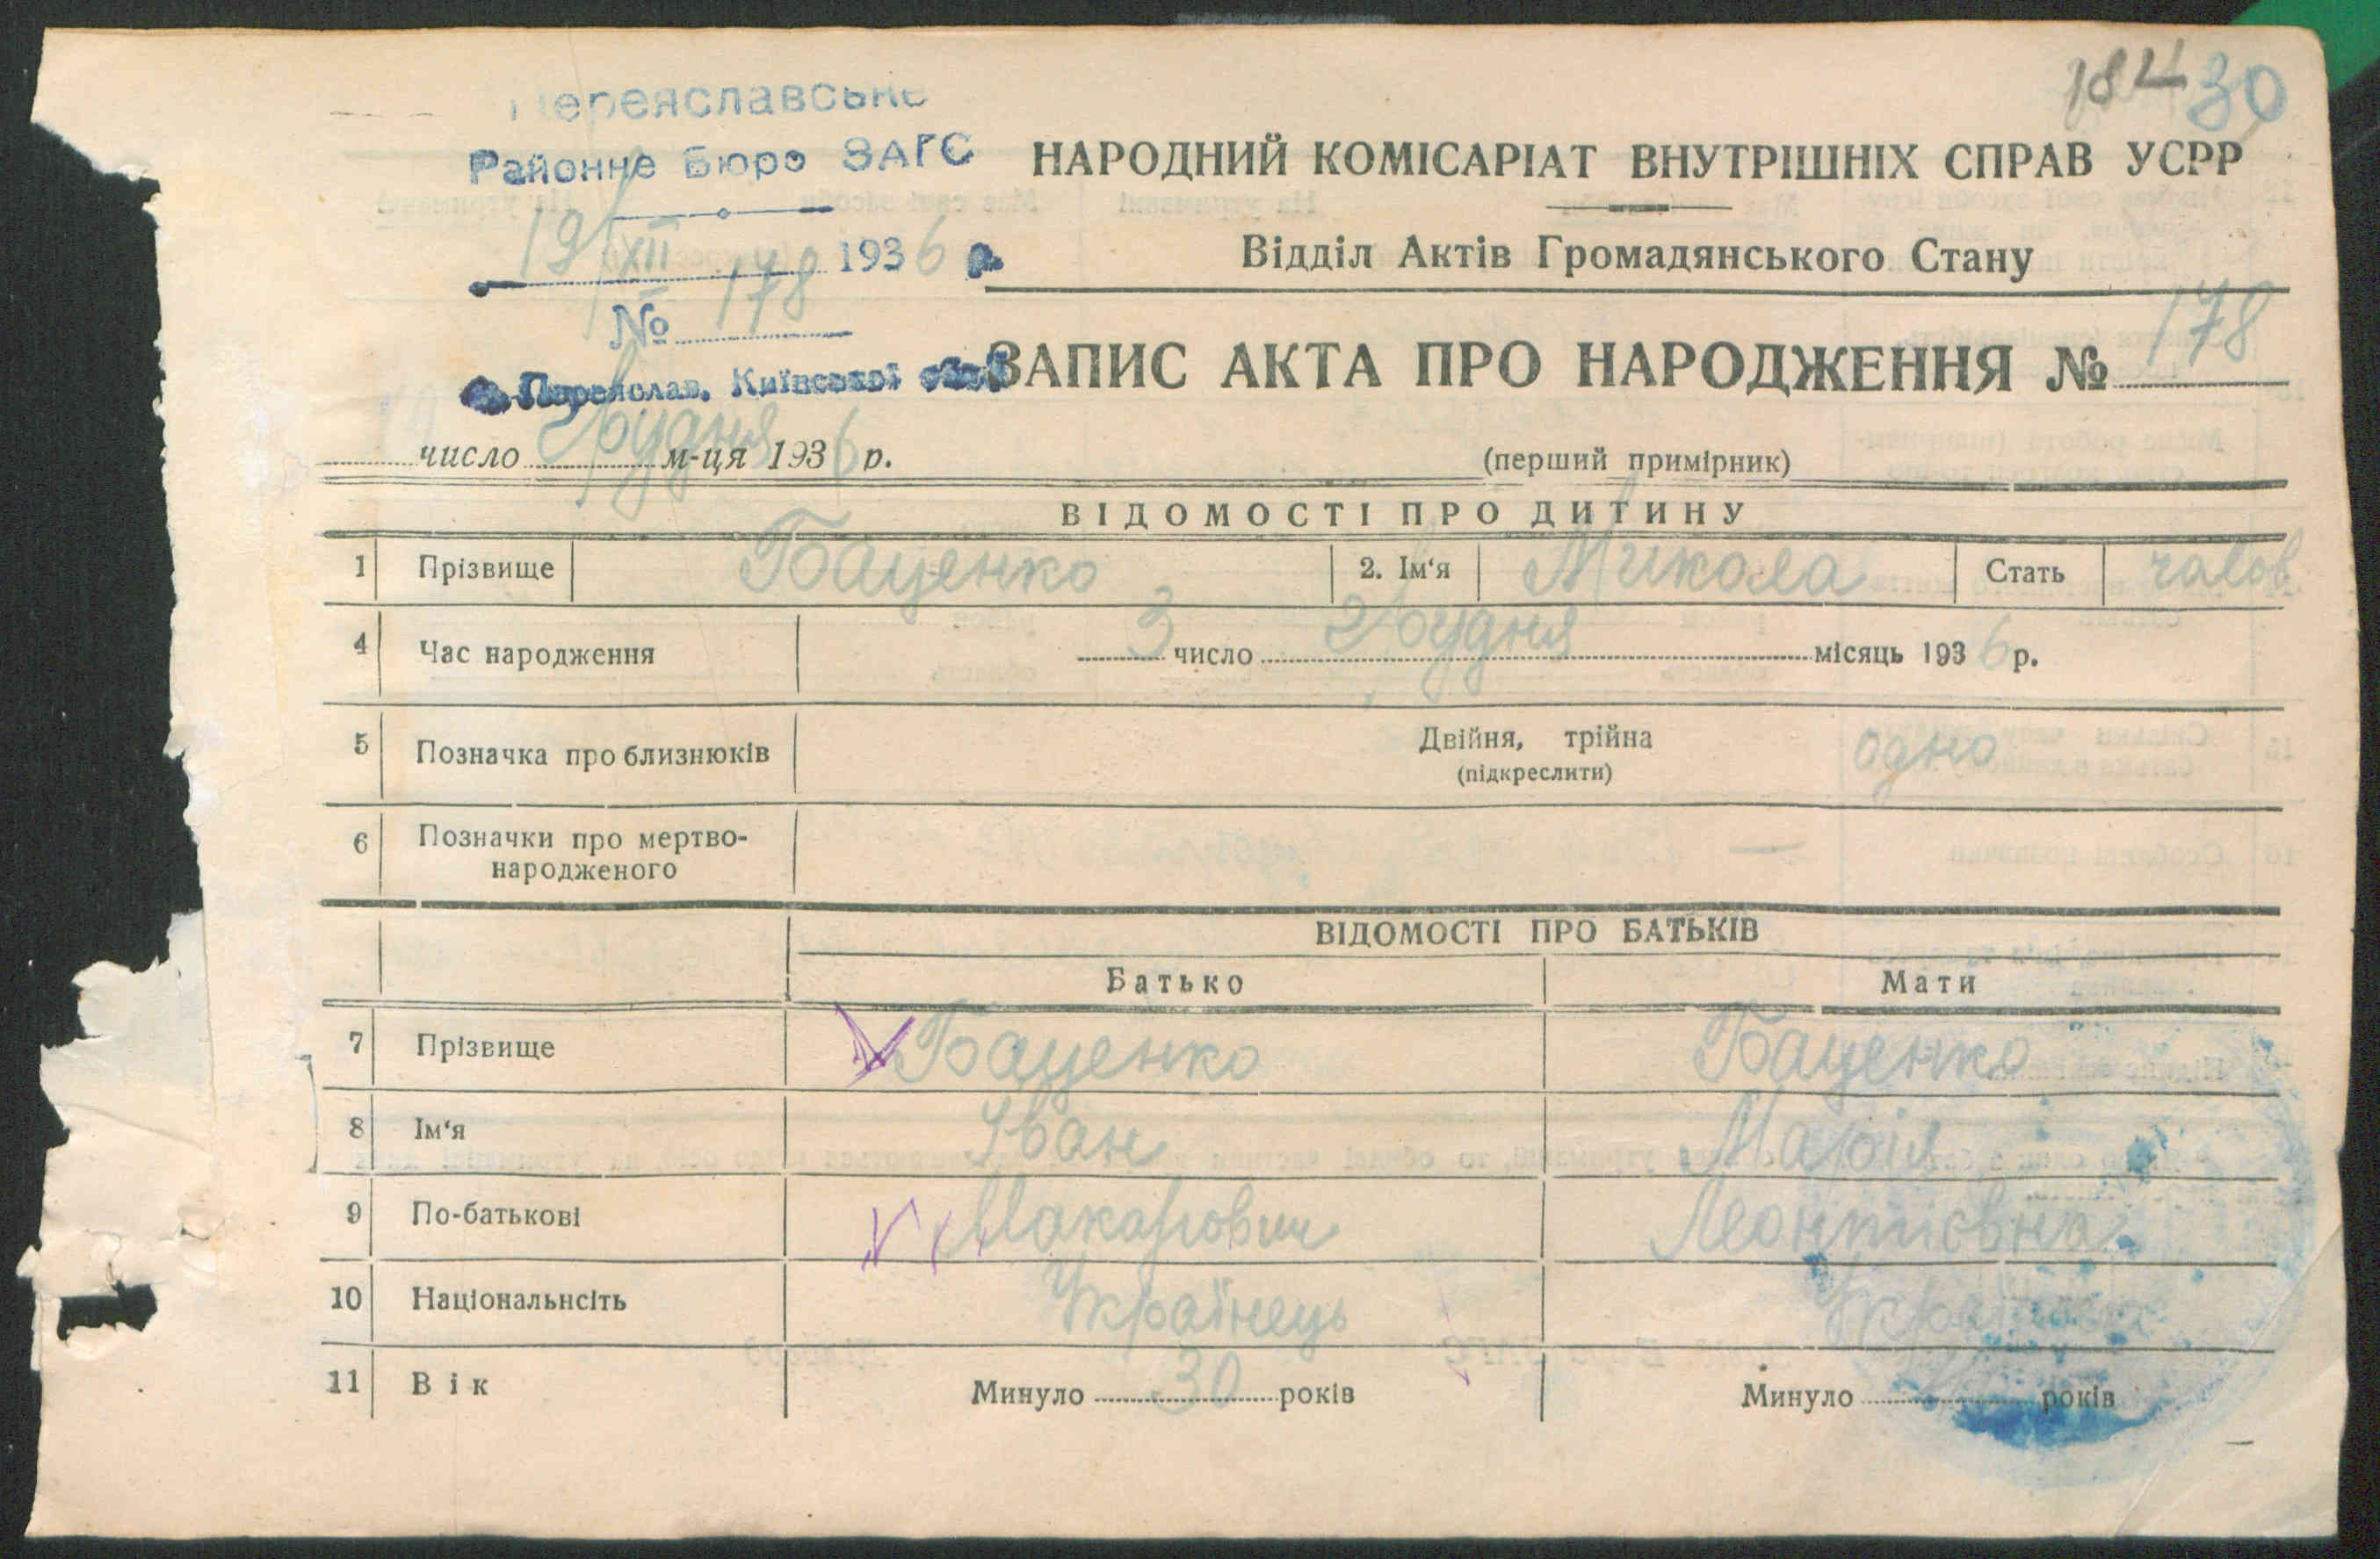 184 30
Переяславське
Районне Бюро ЗАГС
НАРОДНИЙ КОМІСАРІАТ ВНУТРІШНІХ СПРАВ УСРР
19/XII 1936 р.
Відділ Актів Громадянського Стану
№ 178
м. Переяслав, Київської обл.
ЗАПИС АКТА ПРО НАРОДЖЕННЯ № 178
число Грудня м-ця 1936 р.
(перший примірник)
ВІДОМОСТІ ПРО ДИТИНУ
1 Прізвище Баценко 2. Ім'я Микола Стать чалов
4 Час народження 3 число Грудня місяць 1936 р.
5 Позначка про близнюків Двійня, трійна одно
(підкреслити)
6 Позначки про мертво-
народженого
ВІДОМОСТІ ПРО БАТЬКІВ
Батько Мати
7 Прізвище Баценко Баценко
8 Ім'я Іван Марія
9 По-батькові Макарович Леонтієвна
10 Національнсіть Українець Українка
11 Вік Минуло 30 років Минуло років